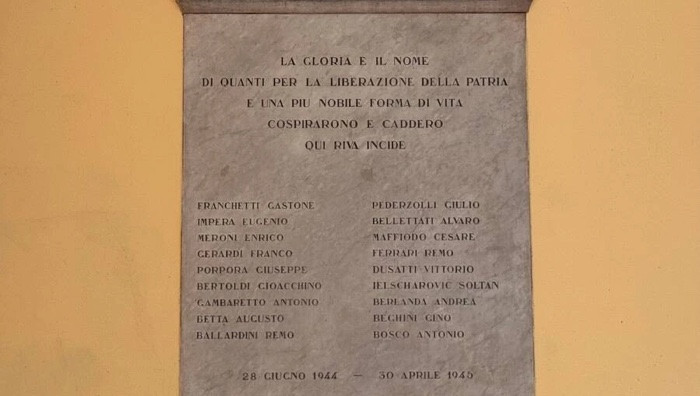 LA GLORIA E IL NOME
DI QUANTI PER LA LIBERAZIONE DELLA PATRIA
E UNA PIU NOBILE FORMA DI VITA
COSPIRARONO E CADDERO
QUI RIVA INCIDE
FRANCHETTI GASTONE
IMPERA EUGENIO
MERONI ENRICO
GERARDI FRANCO
PORPORA GIUSEPPE
BERTOLDI GIOACCHINO
GAMBARETTO ANTONIO
BETTA AUGUSTO
BALLARDINI REMO
PEDERZOLLI GIULIO
BELLETTATI ALVARO
MAFFIODO CESARE
FERRARI REMO
DUSATTI VITTORIO
IELSCHAROVIC SOLTAN
BERLANDA ANDREA
BEGHINI GINO
BOSCO ANTONIO
28 GIUGNO 1944 — 30 APRILE 1945